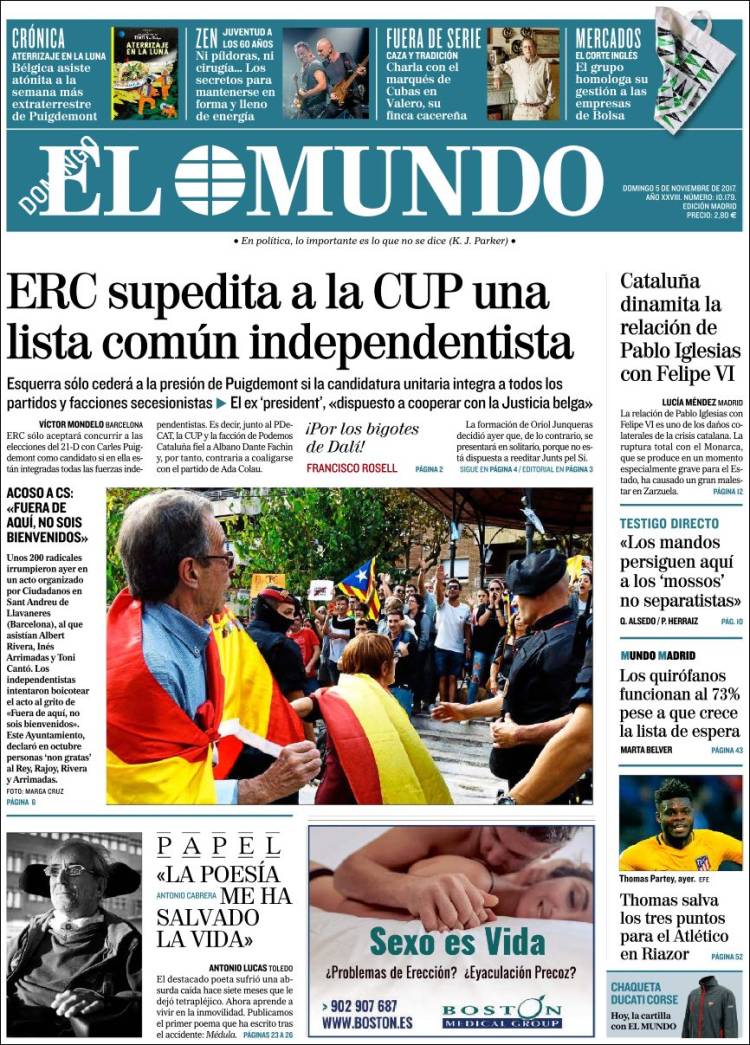 CRÓNICA
ATERRIZAJE EN LA LUNA
Bélgica asiste
atónita a la
semana más
extraterrestre
de Puigdemont
ATERRIZAJE
EN LA LUNA
ZEN JUVENTUD A
LOS 60 AÑOS
Ni píldoras, ni
cirugía... Los
secretos para
mantenerse en
forma y lleno
de energía
FUERA DE SERIE
CAZA Y TRADICIÓN
Charla con el
marqués de
Cubas en
Valero, su
finca cacereña
MERCADOS
EL CORTE INGLÉS
El grupo
homologa su
gestión a las
empresas
de Bolsa
DOMINGO
EL MUNDO
DOMINGO 5 DE NOVIEMBRE DE 2017.
AÑO XXVIII. NÚMERO: 10.179.
EDICIÓN MADRID
PRECIO: 2,80 €
• En política, lo importante es lo que no se dice (K. J. Parker) •
ERC supedita a la CUP una
lista común independentista
Esquerra sólo cederá a la presión de Puigdemont si la candidatura unitaria integra a todos los
partidos y facciones secesionistas ▶ El ex ‘president’, «dispuesto a cooperar con la Justicia belga»
VÍCTOR MONDELO BARCELONA
ERC sólo aceptará concurrir a las
elecciones del 21-D con Carles Puig-
demont como candidato si en ella es-
tán integradas todas las fuerzas inde-
pendentistas. Es decir, junto al PDe-
CAT, la CUP y la facción de Podemos
Cataluña fiel a Albano Dante Fachin
y, por tanto, contraria a coaligarse
con el partido de Ada Colau.
¡Por los bigotes
de Dalí!
FRANCISCO ROSELL PÁGINA 2
La formación de Oriol Junqueras
decidió ayer que, de lo contrario, se
presentará en solitario, porque no es-
tá dispuesta a reeditar Junts pel Sí.
SIGUE EN PÁGINA 4 / EDITORIAL EN PÁGINA 3
ACOSO A CS:
«FUERA DE
AQUÍ, NO SOIS
BIENVENIDOS»
Unos 200 radicales
irrumpieron ayer en
un acto organizado
por Ciudadanos en
Sant Andreu de
Llavaneres
(Barcelona), al que
asistían Albert
Rivera, Inés
Arrimadas y Toni
Cantó. Los
independentistas
intentaron boicotear
el acto al grito de
«Fuera de aquí, no
sois bienvenidos».
Este Ayuntamiento,
declaró en octubre
personas ‘non gratas’
al Rey, Rajoy, Rivera
y Arrimadas.
FOTO: MARGA CRUZ
PÁGINA 6
Cataluña
dinamita la
relación de
Pablo Iglesias
con Felipe VI
LUCÍA MÉNDEZ MADRID
La relación de Pablo Iglesias con
Felipe VI es uno de los daños co-
laterales de la crisis catalana. La
ruptura total con el Monarca,
que se produce en un momento
especialmente grave para el Es-
tado, ha causado un gran males-
tar en Zarzuela. PÁGINA 12
TESTIGO DIRECTO
«Los mandos
persiguen aquí
a los ‘mossos’
no separatistas»
Q. ALSEDO / P. HERRAIZ PÁG. 10
MUNDO MADRID
Los quirófanos
funcionan al 73%
pese a que crece
la lista de espera
MARTA BELVER PÁGINA 43
Thomas Partey, ayer. EFE
Thomas salva
los tres puntos
para el Atlético
en Riazor
PÁGINA 52
PAPEL
«LA POESÍA
ANTONIO CABRERA ME HA
SALVADO
LA VIDA»
ANTONIO LUCAS TOLEDO
El destacado poeta sufrió una ab-
surda caída hace siete meses que le
dejó tetrapléjico. Ahora aprende a
vivir en la inmovilidad. Publicamos
el primer poema que ha escrito tras
el accidente: Médula. PÁGINAS 23 A 26
Sexo es Vida
¿Problemas de Erección? ¿Eyaculación Precoz?
> 902 907 687
WWW.BOSTON.ES
BOSTON
MEDICAL GROUP
CHAQUETA
DUCATI CORSE
Hoy, la cartilla
con EL MUNDO